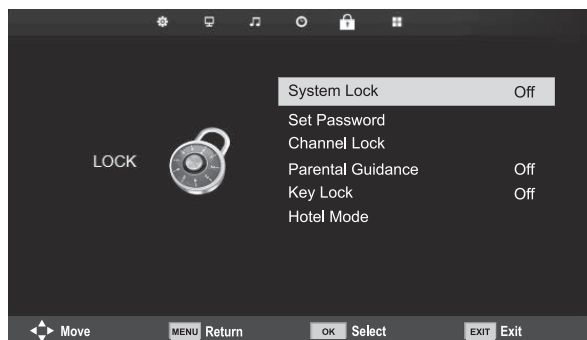 System Lock Off
Set Password
Channel Lock
Parental Guidance Off
Key Lock Off
Hotel Mode
LOCK
Move MENU Return OK Select EXIT Exit